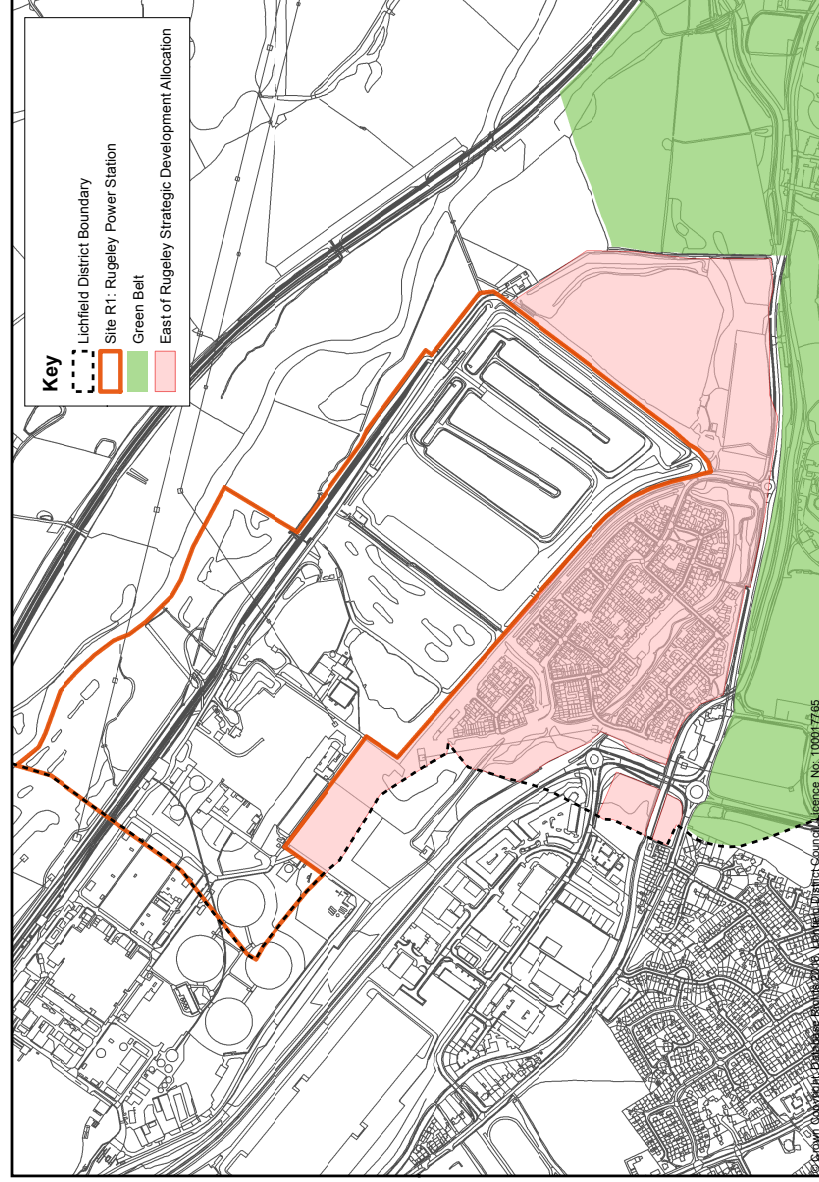 Key
Lichfield District Boundary
Site R1: Rugeley Power Station
Green Belt
East of Rugeley Strategic Development Allocation
© Crown Copyright. Database Rights 2016. Lichfield District Council. Licence No: 100017765